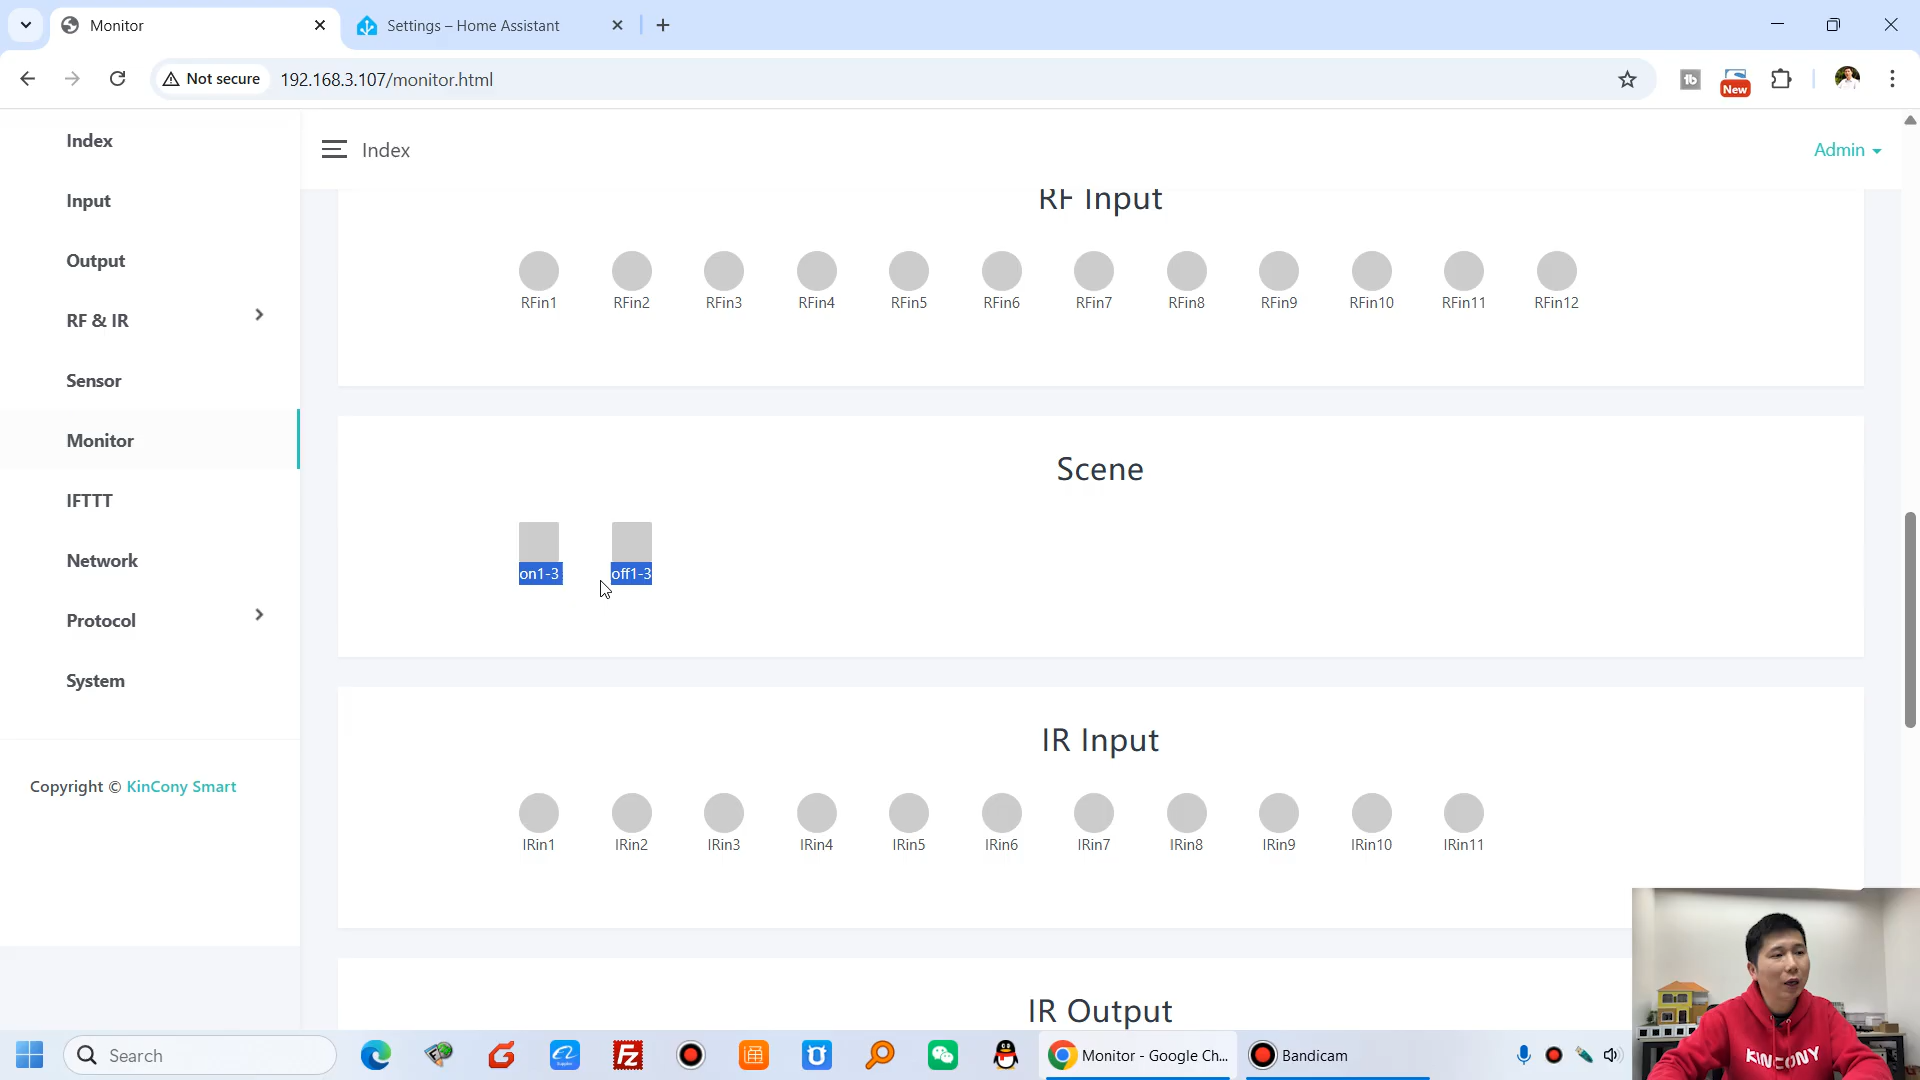 Monitor
Settings – Home Assistant
Not secure
192.168.3.107/monitor.html
New
Index
Input
Output
RF & IR
Sensor
Monitor
IFTTT
Network
Protocol
System
Copyright © KinCony Smart
Index
Admin
RF Input
RFin1 RFin2 RFin3 RFin4 RFin5 RFin6 RFin7 RFin8 RFin9 RFin10 RFin11 RFin12
Scene
on1-3 off1-3
IR Input
IRin1 IRin2 IRin3 IRin4 IRin5 IRin6 IRin7 IRin8 IRin9 IRin10 IRin11
IR Output
KINCONY
Search
Monitor - Google Ch...
Bandicam